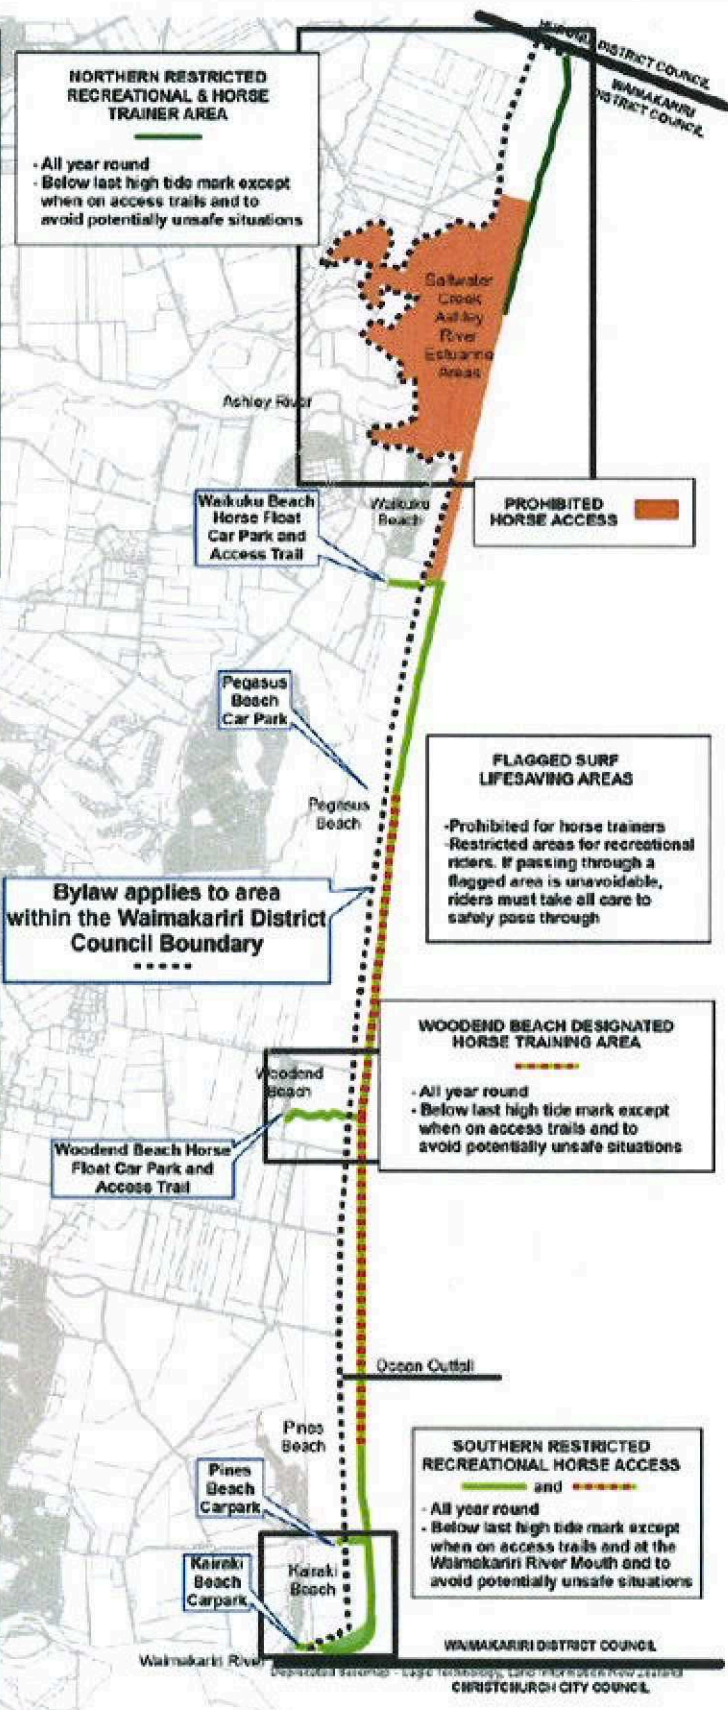 HURUNUI DISTRICT COUNCIL
WAIMAKARIRI
DISTRICT COUNCIL
NORTHERN RESTRICTED
RECREATIONAL & HORSE
TRAINER AREA
- All year round
- Below last high tide mark except
when on access trails and to
avoid potentially unsafe situations
Saltwater
Creek
Ashley
River
Estuarine
Areas
Ashley River
Waikuku Beach
Horse Float
Car Park and
Access Trail
Waikuku
Beach
PROHIBITED
HORSE ACCESS
Pegasus
Beach
Car Park
Pegasus
Beach
FLAGGED SURF
LIFESAVING AREAS
-Prohibited for horse trainers
-Restricted areas for recreational
riders. If passing through a
flagged area is unavoidable,
riders must take all care to
safely pass through
Bylaw applies to area
within the Waimakariri District
Council Boundary
WOODEND BEACH DESIGNATED
HORSE TRAINING AREA
- All year round
- Below last high tide mark except
when on access trails and to
avoid potentially unsafe situations
Woodend
Beach
Woodend Beach Horse
Float Car Park and
Access Trail
Ocean Outfall
Pines
Beach
SOUTHERN RESTRICTED
RECREATIONAL HORSE ACCESS
and
- All year round
- Below last high tide mark except
when on access trails and at the
Waimakariri River Mouth and to
avoid potentially unsafe situations
Pines
Beach
Carpark
Kairaki
Beach
Carpark
Kairaki
Beach
WAIMAKARIRI DISTRICT COUNCIL
Waimakariri River
Deprecated Basemap - Eagle Technology, Land Information New Zealand
CHRISTCHURCH CITY COUNCIL